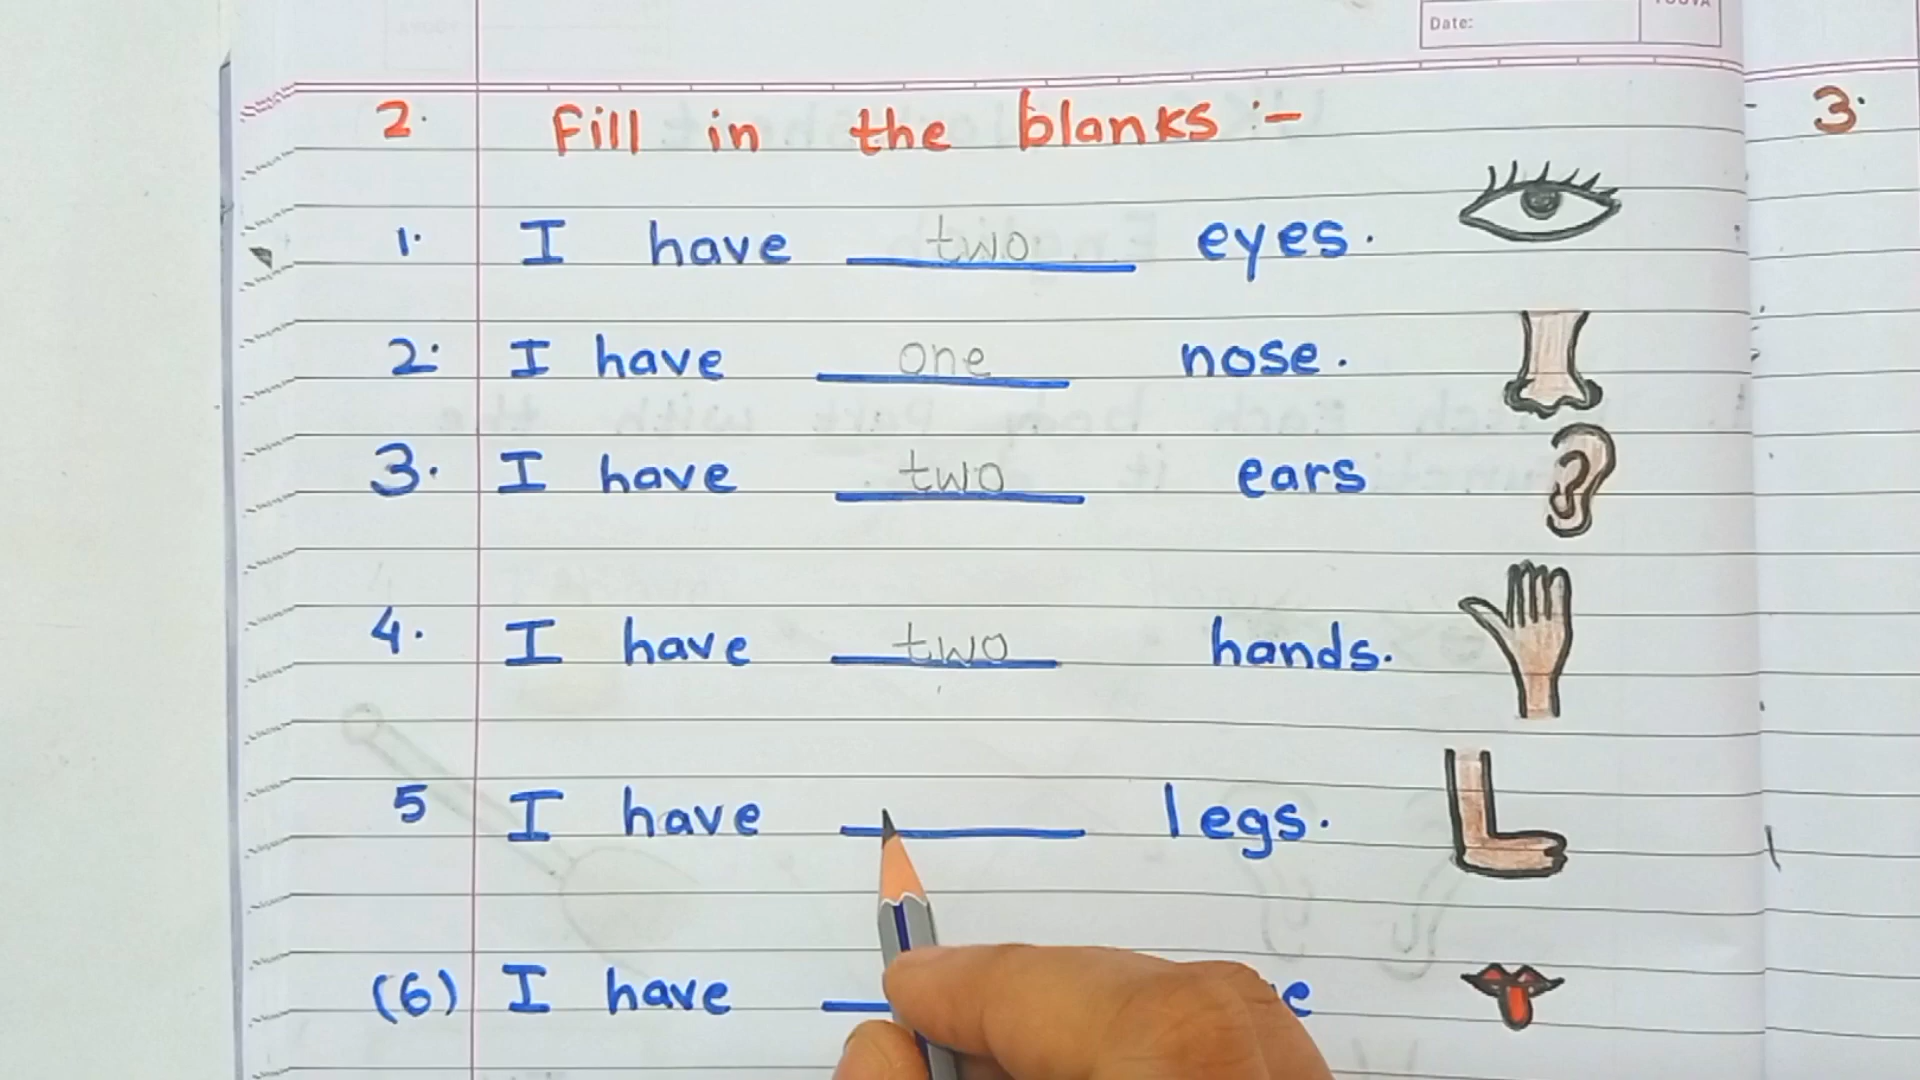 Date:
2. Fill in the blanks :-
3.
1. I have two eyes.
2. I have one nose.
3. I have two ears
4. I have two hands.
5 I have ___ legs.
(6) I have